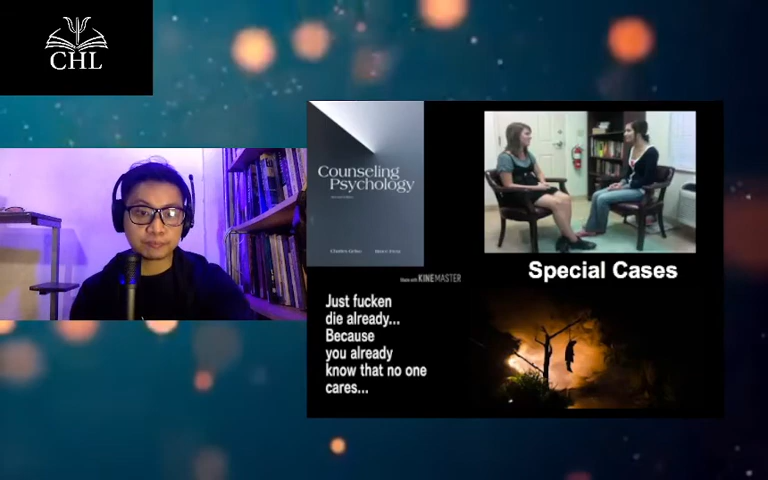 CHL
Counseling
Psychology
Special Cases
KINEMASTER
Just fucken
die already...
Because
you already
know that no one
cares...